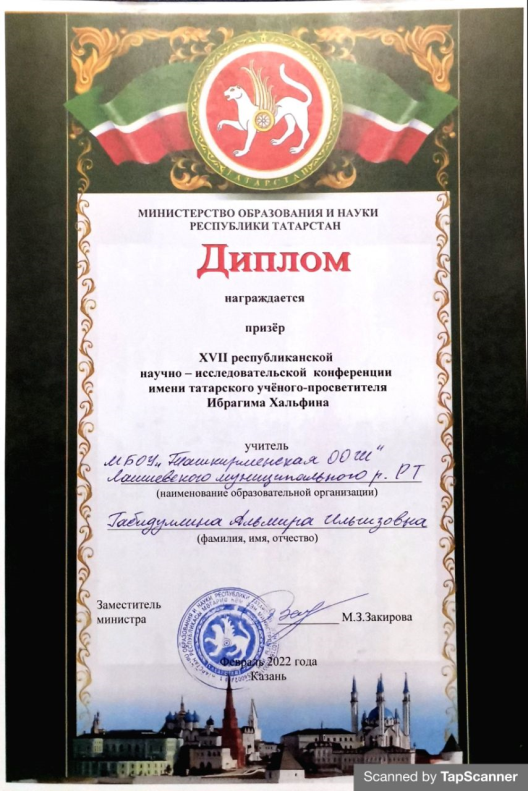 ТАТАРСТАН
МИНИСТЕРСТВО ОБРАЗОВАНИЯ И НАУКИ
РЕСПУБЛИКИ ТАТАРСТАН
Диплом
награждается
призёр
XVII республиканской
научно – исследовательской конференции
имени татарского учёного-просветителя
Ибрагима Хальфина
учитель
МБОУ „Ташкирменская ООШ"
Лаишевского муниципального р. РТ
(наименование образовательной организации)
Габидуллина Альмира Ильгизовна
(фамилия, имя, отчество)
Заместитель
министра
М.З.Закирова
Февраль 2022 года
Казань
Scanned by TapScanner